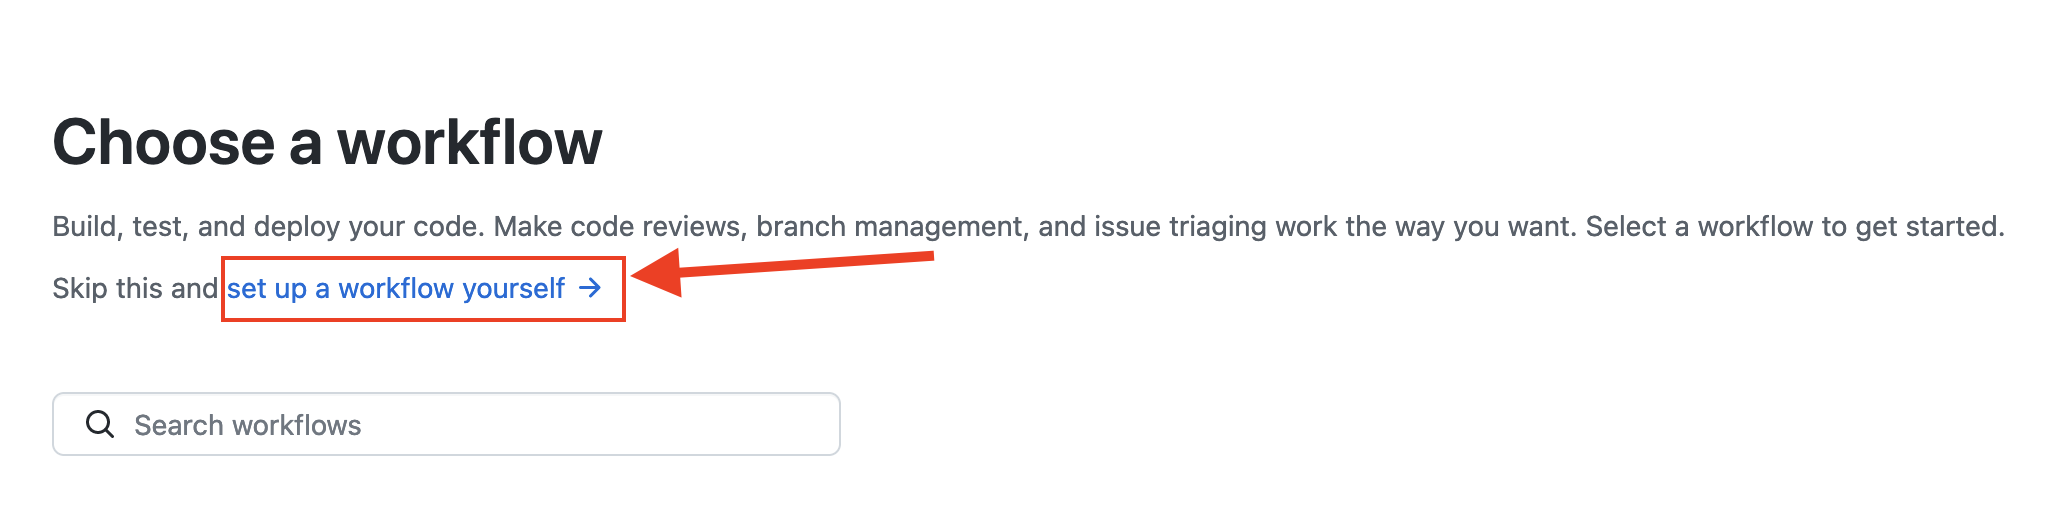 Choose a workflow
Build, test, and deploy your code. Make code reviews, branch management, and issue triaging work the way you want. Select a workflow to get started.
Skip this and set up a workflow yourself →
Search workflows